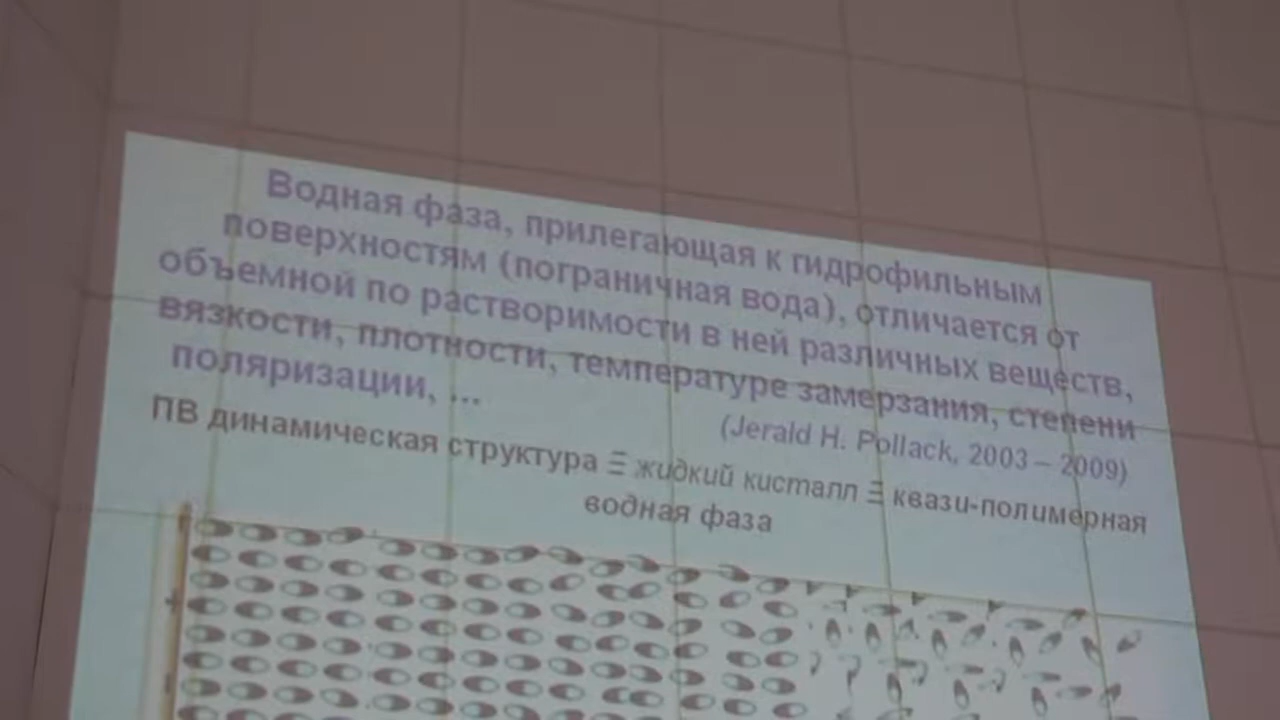 Водная фаза, прилегающая к гидрофильным
поверхностям (пограничная вода), отличается от
объемной по растворимости в ней различных веществ,
вязкости, плотности, температуре замерзания, степени
поляризации, ...
(Jerald H. Pollack, 2003 – 2009)
ПВ динамическая структура Ξ жидкий кисталл Ξ квази-полимерная
водная фаза